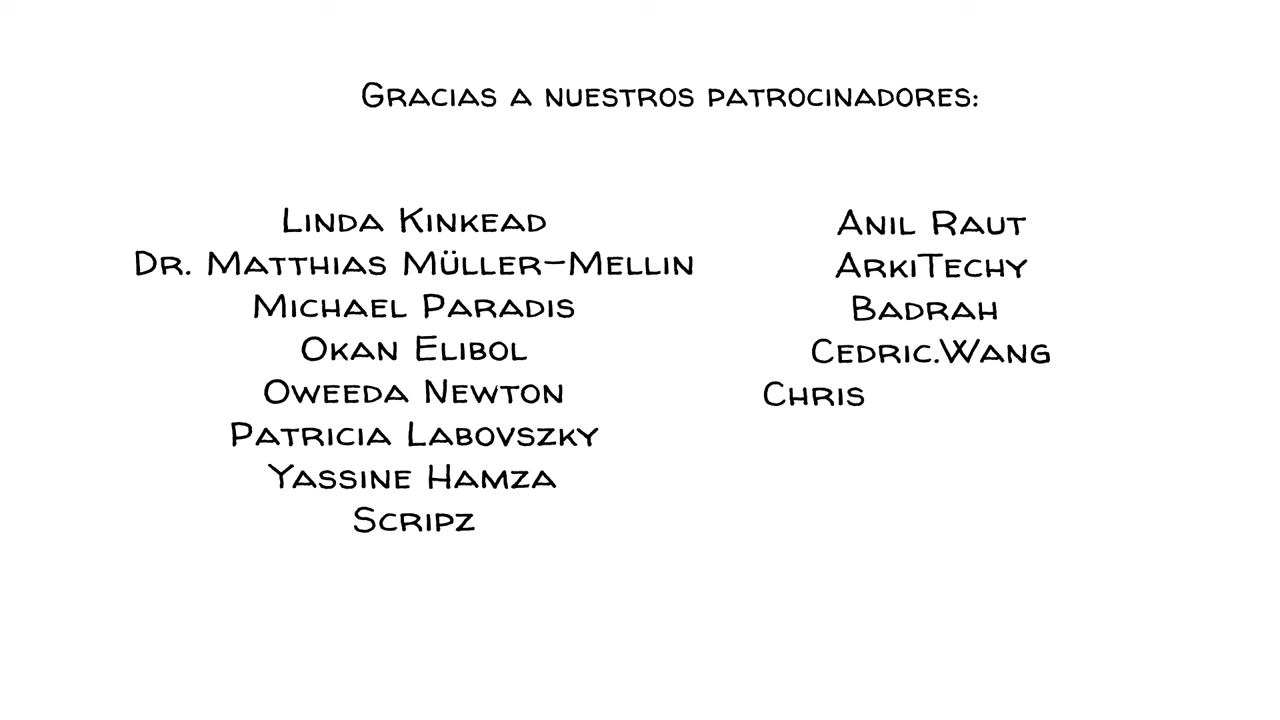 Gracias a nuestros patrocinadores:
Linda Kinkead
Dr. Matthias Müller-Mellin
Michael Paradis
Okan Elibol
Oweeda Newton
Patricia Labovszky
Yassine Hamza
Scripz
Anil Raut
ArkiTechy
Badrah
Cedric.Wang
Chris